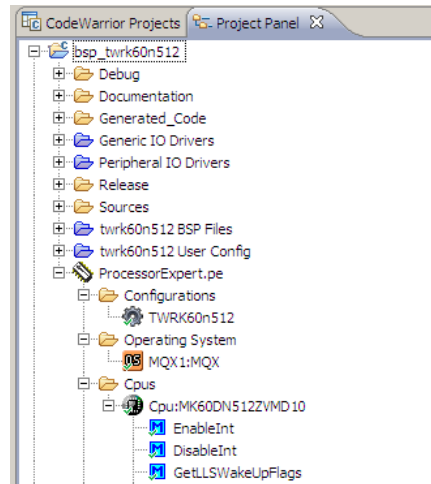 CodeWarrior Projects Project Panel
bsp_twrk60n512
Debug
Documentation
Generated_Code
Generic IO Drivers
Peripheral IO Drivers
Release
Sources
twrk60n512 BSP Files
twrk60n512 User Config
ProcessorExpert.pe
Configurations
TWRK60n512
Operating System
OS MQX1:MQX
Cpus
Cpu:MK60DN512ZVMD10
M EnableInt
M DisableInt
M GetLLSWakeUpFlags